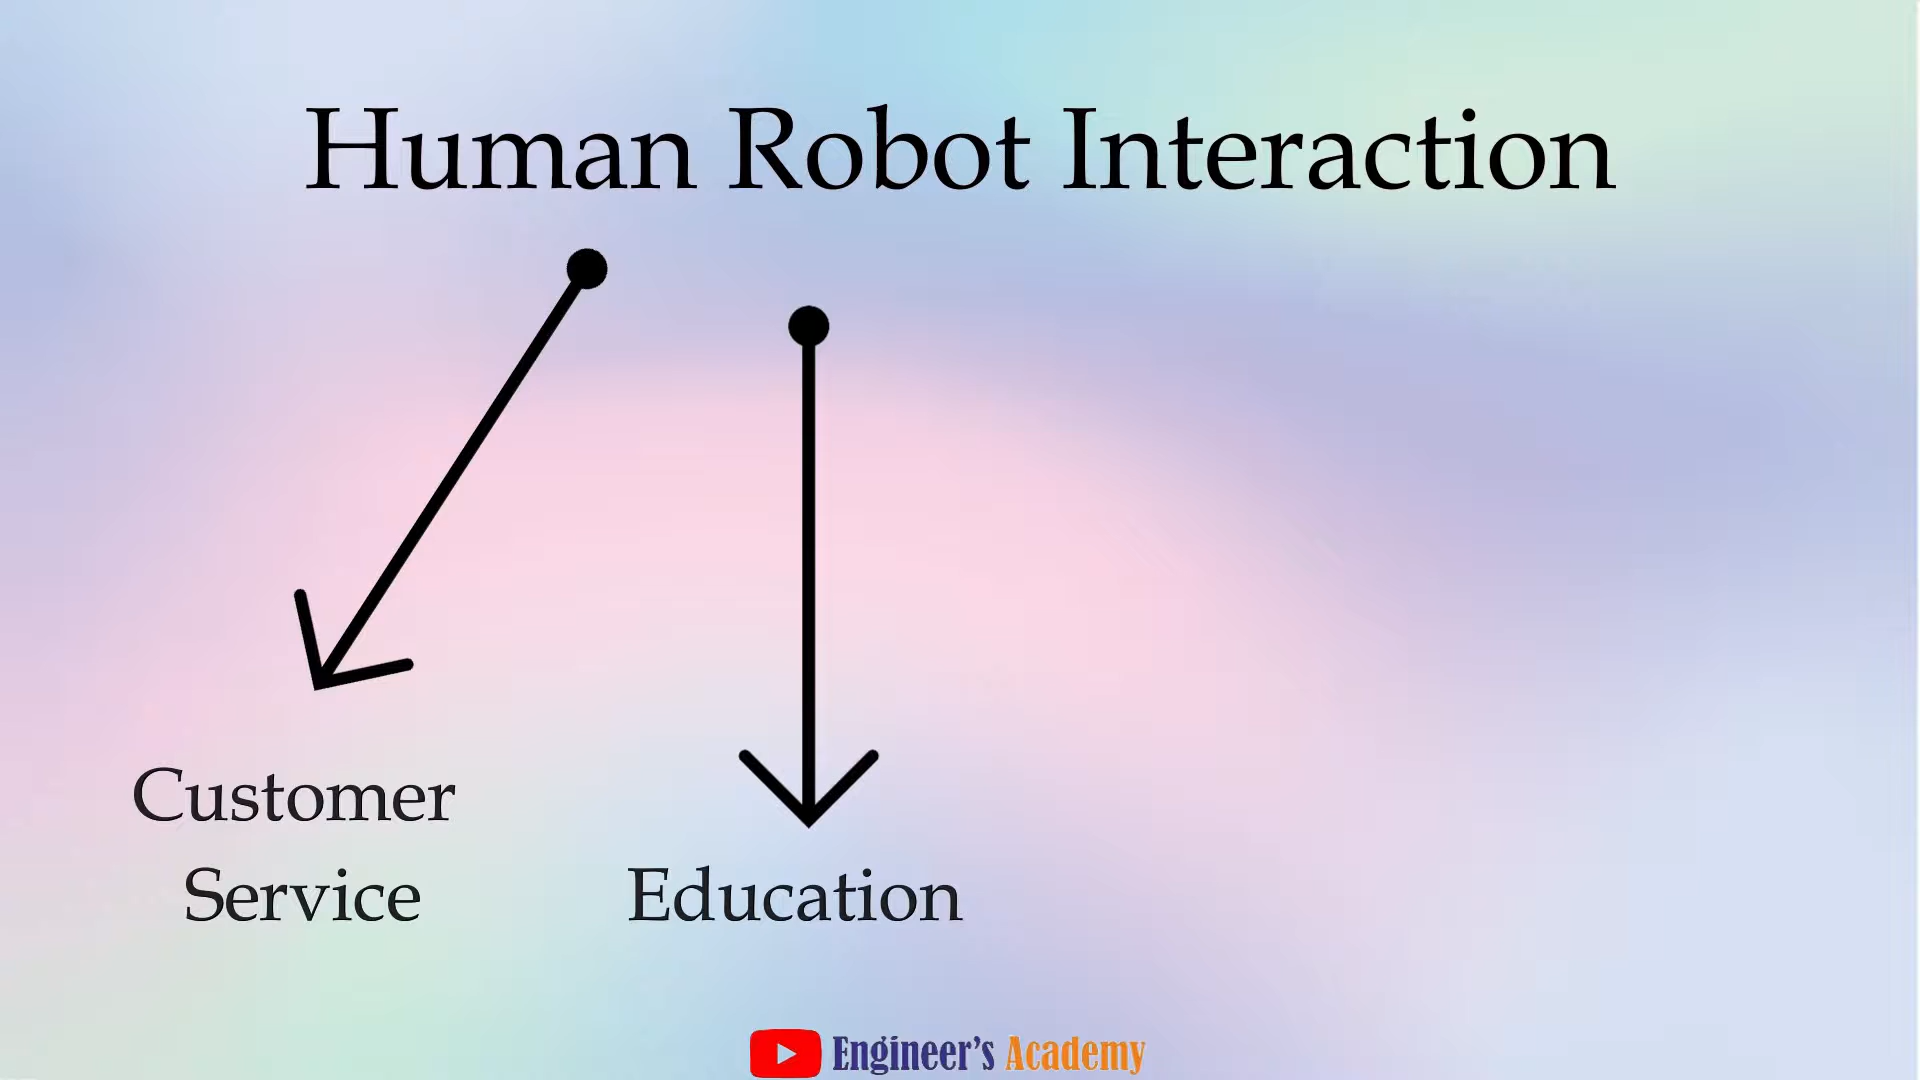 Human Robot Interaction
Customer
Service
Education
Engineer's Academy